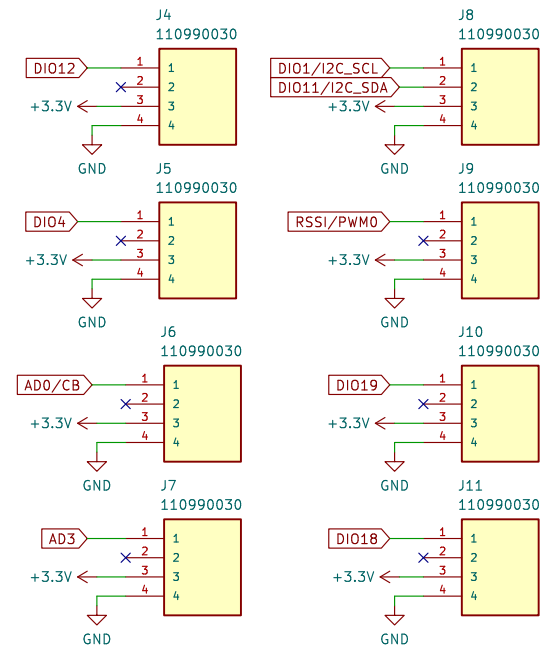 J4
110990030
DIO12 1 1
2 2
+3.3V 3 3
4 4
GND
J8
110990030
DIO1/I2C_SCL 1 1
DIO11/I2C_SDA 2 2
+3.3V 3 3
4 4
GND
J5
110990030
DIO4 1 1
2 2
+3.3V 3 3
4 4
GND
J9
110990030
RSSI/PWM0 1 1
2 2
+3.3V 3 3
4 4
GND
J6
110990030
AD0/CB 1 1
2 2
+3.3V 3 3
4 4
GND
J10
110990030
DIO19 1 1
2 2
+3.3V 3 3
4 4
GND
J7
110990030
AD3 1 1
2 2
+3.3V 3 3
4 4
GND
J11
110990030
DIO18 1 1
2 2
+3.3V 3 3
4 4
GND